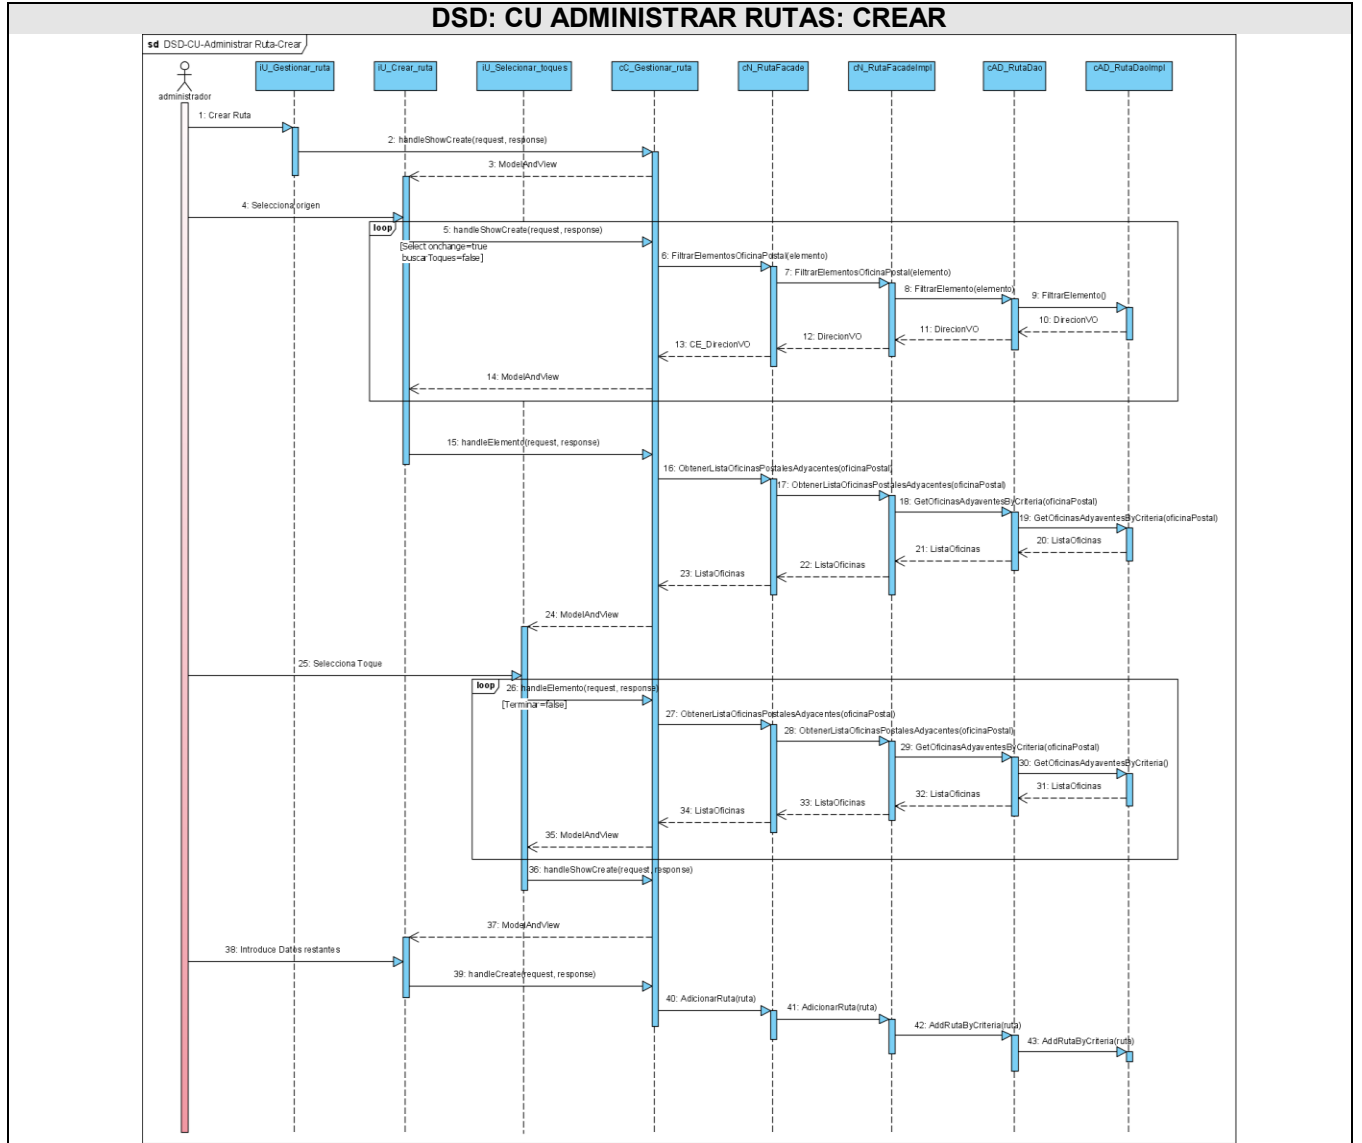 DSD: CU ADMINISTRAR RUTAS: CREAR
sd DSD-CU-Administrar Ruta-Crear
administrador
iU_Gestionar_ruta
iU_Crear_ruta
iU_Selecionar_toques
cC_Gestionar_ruta
cN_RutaFacade
cN_RutaFacadeImpl
cAD_RutaDao
cAD_RutaDaoImpl
1: Crear Ruta
2: handleShowCreate(request, response)
3: ModelAndView
4: Selecciona origen
loop
5: handleShowCreate(request, response)
[Select onchange=true
buscarToques=false]
6: FiltrarElementosOficinaPostal(elemento)
7: FiltrarElementosOficinaPostal(elemento)
8: FiltrarElemento(elemento)
9: FiltrarElemento()
10: DirecionVO
11: DirecionVO
12: DirecionVO
13: CE_DirecionVO
14: ModelAndView
15: handleElemento(request, response)
16: ObtenerListaOficinasPostalesAdyacentes(oficinaPostal)
17: ObtenerListaOficinasPostalesAdyacentes(oficinaPostal)
18: GetOficinasAdyaventesByCriteria(oficinaPostal)
19: GetOficinasAdyaventesByCriteria(oficinaPostal)
20: ListaOficinas
21: ListaOficinas
22: ListaOficinas
23: ListaOficinas
24: ModelAndView
25: Selecciona Toque
loop
26: handleElemento(request, response)
[Terminar=false]
27: ObtenerListaOficinasPostalesAdyacentes(oficinaPostal)
28: ObtenerListaOficinasPostalesAdyacentes(oficinaPostal)
29: GetOficinasAdyaventesByCriteria(oficinaPostal)
30: GetOficinasAdyaventesByCriteria()
31: ListaOficinas
32: ListaOficinas
33: ListaOficinas
34: ListaOficinas
35: ModelAndView
36: handleShowCreate(request, response)
37: ModelAndView
38: Introduce Datos restantes
39: handleCreate(request, response)
40: AdicionarRuta(ruta)
41: AdicionarRuta(ruta)
42: AddRutaByCriteria(ruta)
43: AddRutaByCriteria(ruta)